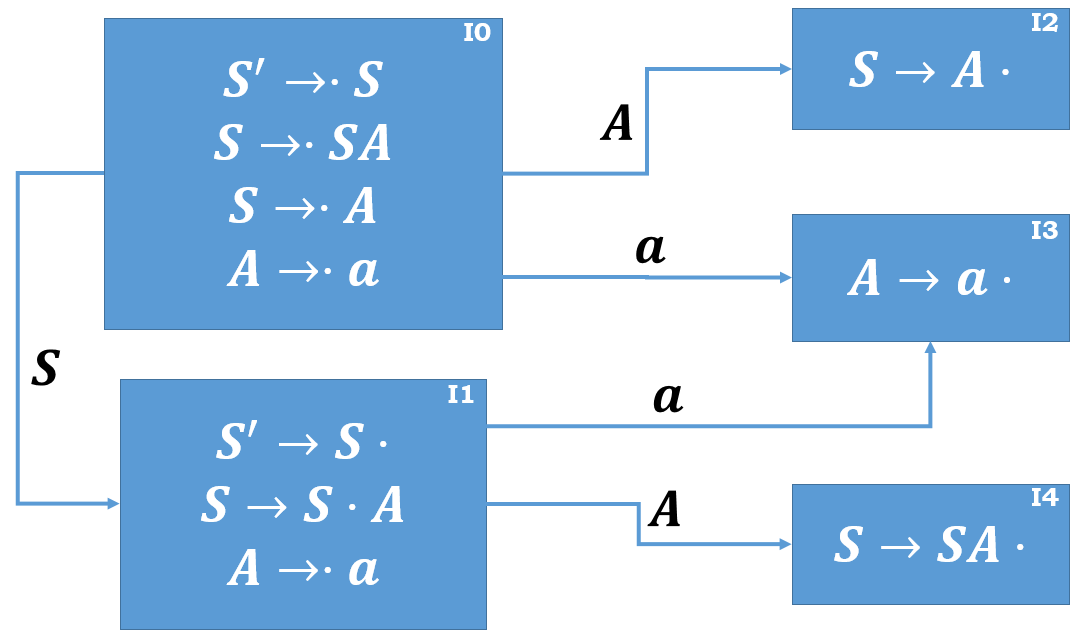 I0
S′ →· S
S →· SA
S →· A
A →· a
A
I2
S → A ·
a
I3
A → a ·
S
I1
S′ → S ·
S → S · A
A →· a
a
A
I4
S → SA ·